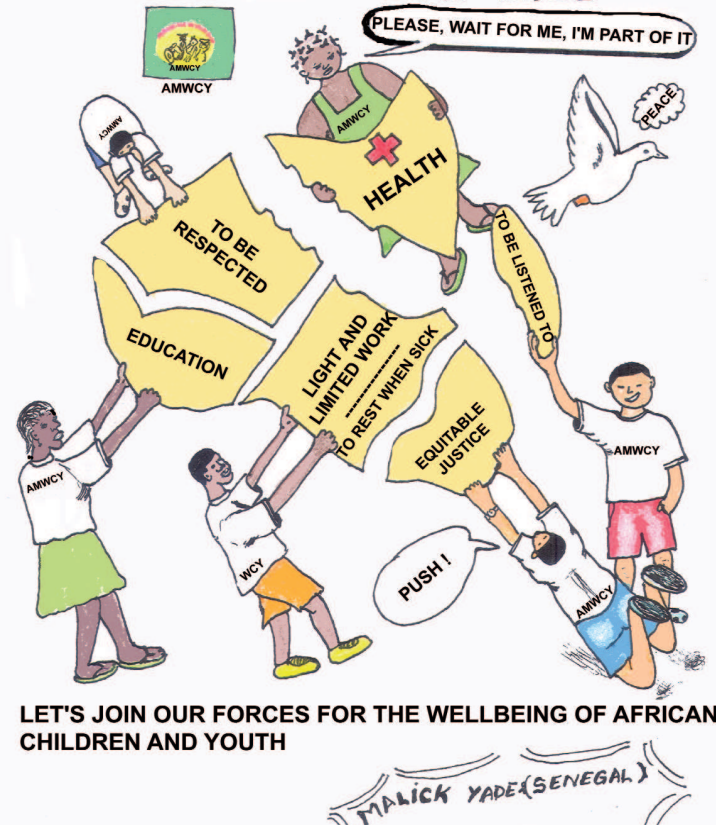 PLEASE, WAIT FOR ME, I'M PART OF IT
AMWCY
AMWCY
AMWCY
AMWCY
PEACE
HEALTH
TO BE
RESPECTED
TO BE LISTENED TO
EDUCATION
LIGHT AND
LIMITED WORK
---------------
TO REST WHEN SICK
EQUITABLE
JUSTICE
AMWCY
AMWCY
WCY
PUSH !
AMWCY
LET'S JOIN OUR FORCES FOR THE WELLBEING OF AFRICAN
CHILDREN AND YOUTH
MALICK YADE(SENEGAL)